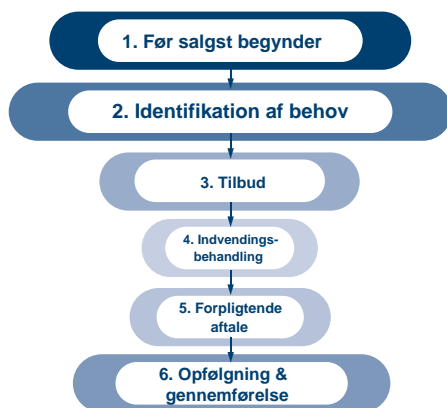 1. Før salgst begynder
2. Identifikation af behov
3. Tilbud
4. Indvendings-
behandling
5. Forpligtende
aftale
6. Opfølgning &
gennemførelse